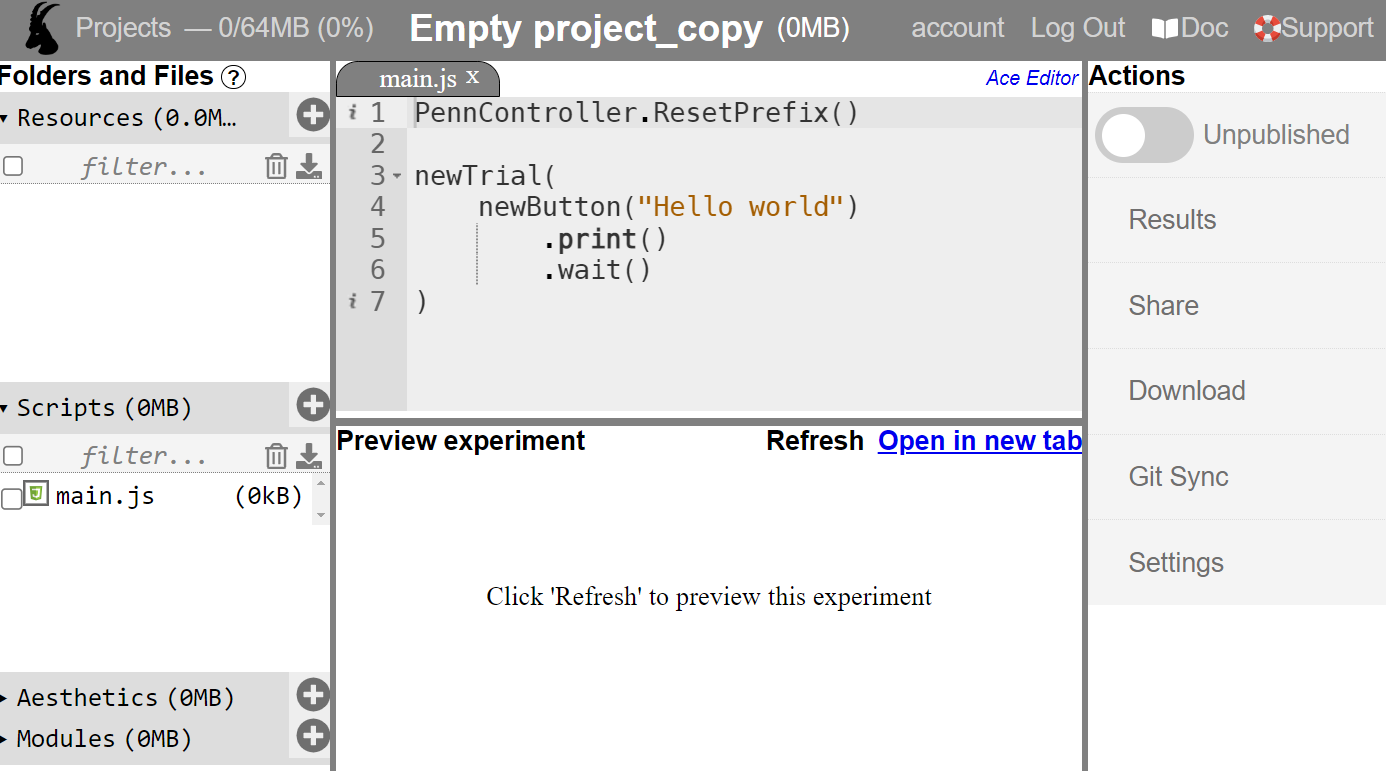 Projects — 0/64MB (0%) Empty project_copy (0MB) account Log Out Doc Support
Folders and Files ?
Resources (0.0M…
filter...
Scripts (0MB)
filter...
main.js (0kB)
Aesthetics (0MB)
Modules (0MB)
main.js x Ace Editor
i 1 PennController.ResetPrefix()
2
3 newTrial(
4 newButton("Hello world")
5 .print()
6 .wait()
i 7 )
Preview experiment Refresh Open in new tab
Click 'Refresh' to preview this experiment
Actions
Unpublished
Results
Share
Download
Git Sync
Settings